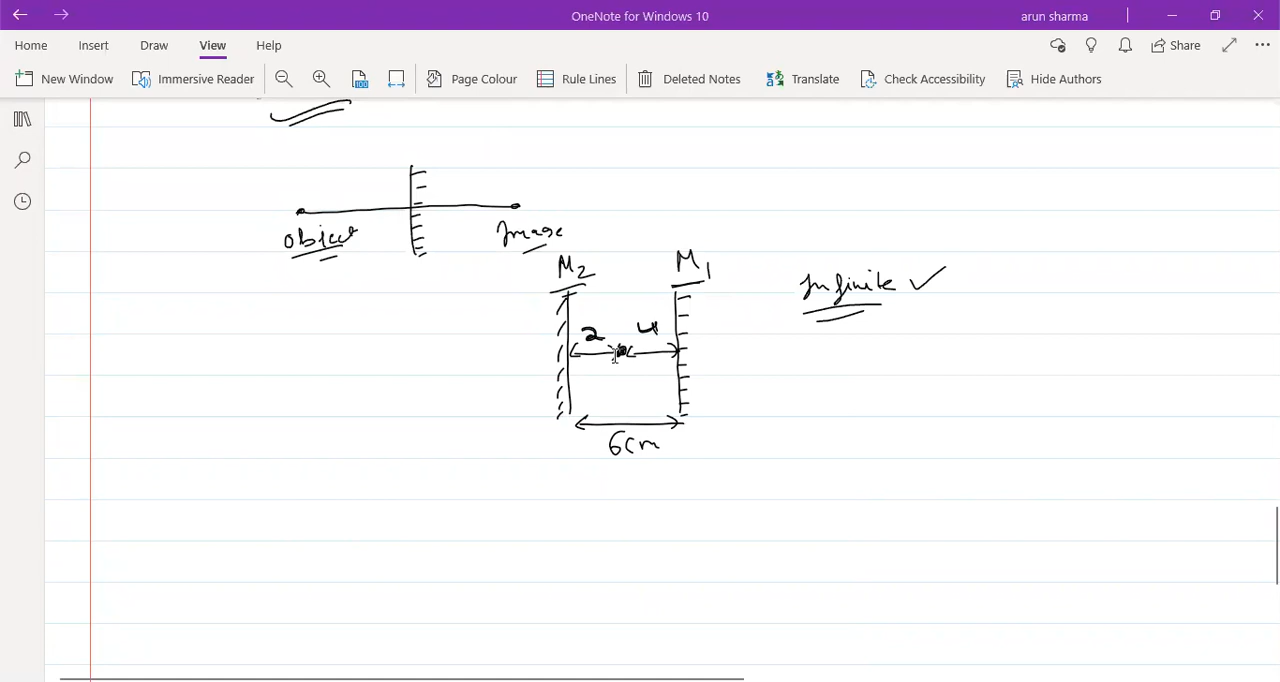 OneNote for Windows 10
arun sharma
Home Insert Draw View Help
Share
New Window Immersive Reader 100 Page Colour Rule Lines Deleted Notes Translate Check Accessibility Hide Authors
object
Image
M2 M1
Infinite ✓
2 4
6cm